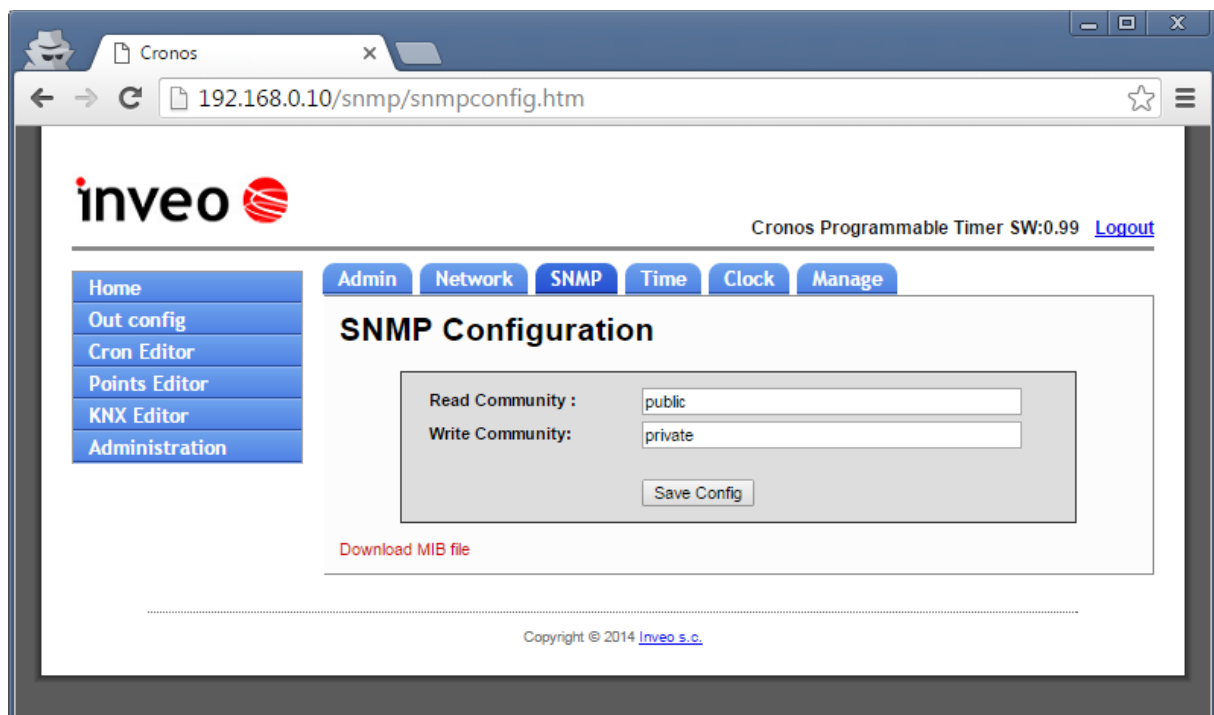 Cronos
192.168.0.10/snmp/snmpconfig.htm
inveo
Cronos Programmable Timer SW:0.99 Logout
Home
Out config
Cron Editor
Points Editor
KNX Editor
Administration
Admin Network SNMP Time Clock Manage
SNMP Configuration
Read Community : public
Write Community: private
Save Config
Download MIB file
Copyright © 2014 Inveo s.c.